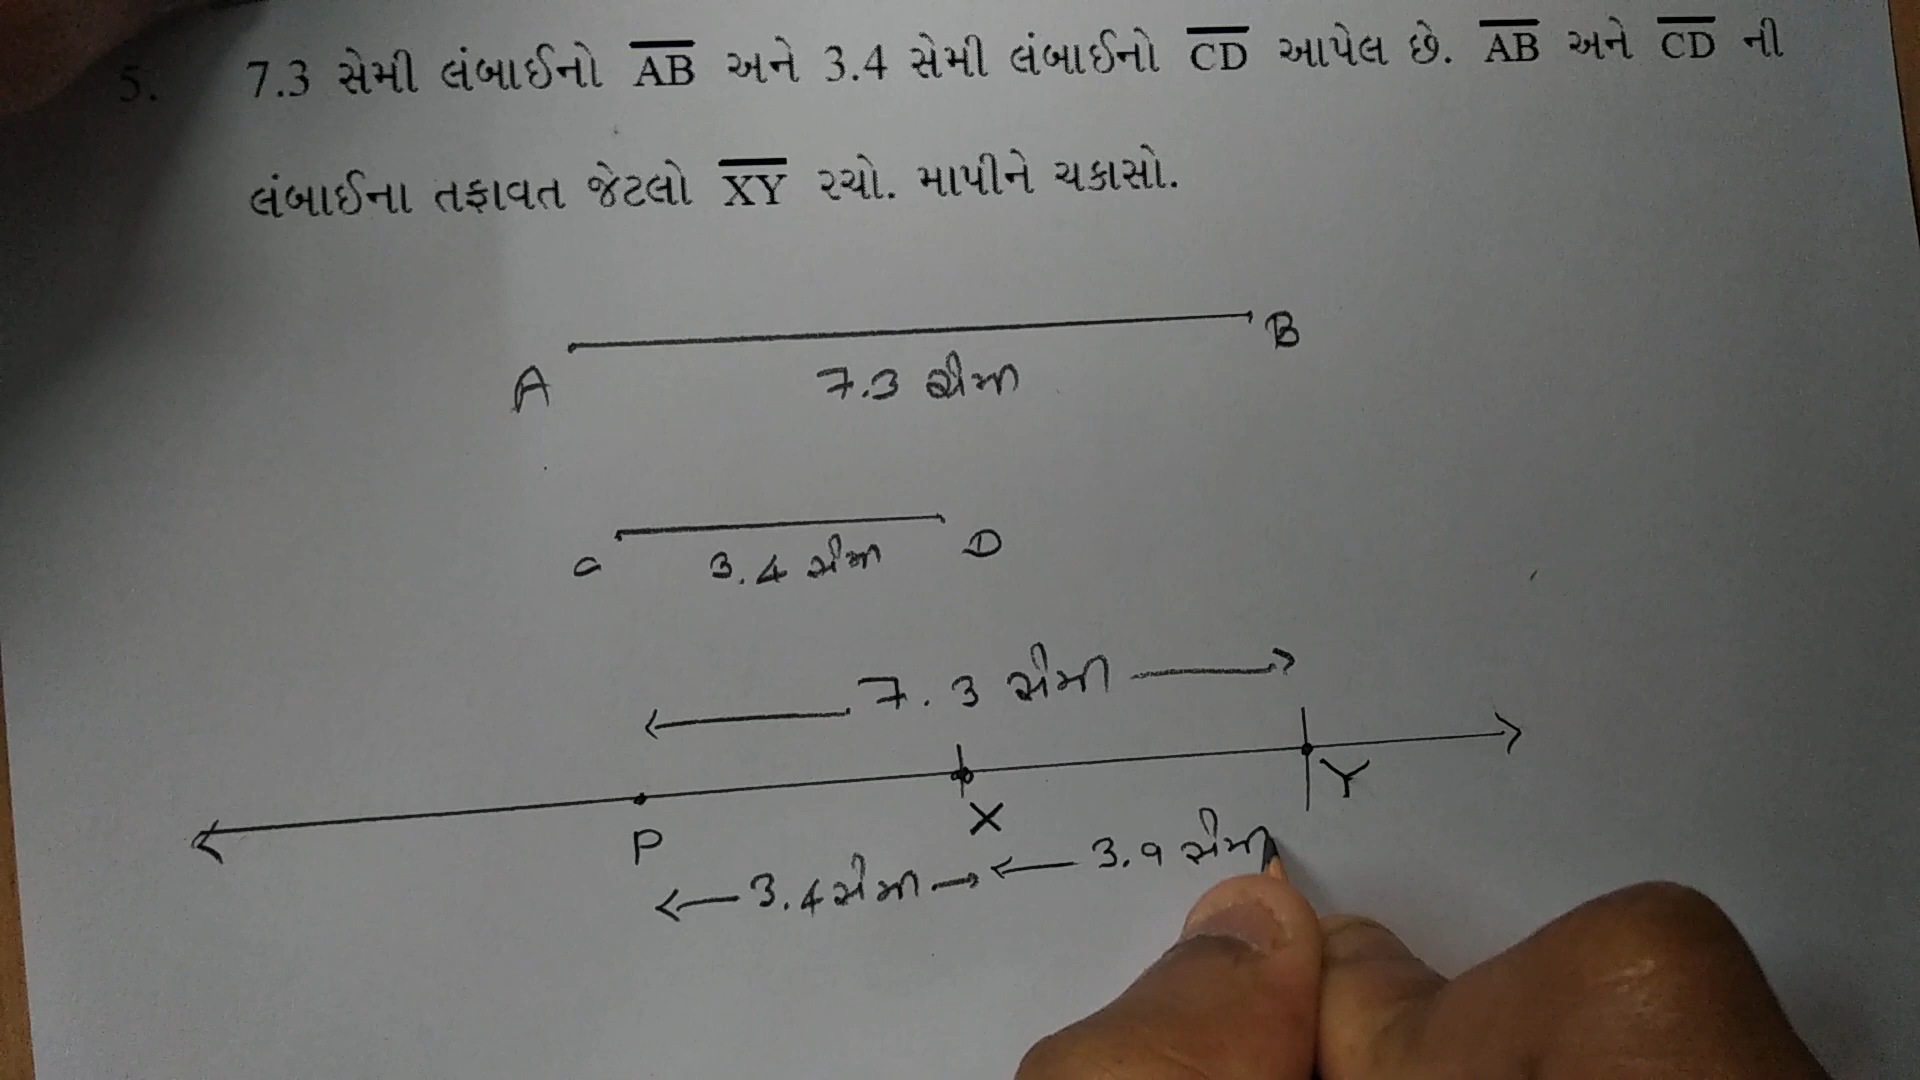 5. 7.3 સેમી લંબાઈનો AB અને 3.4 સેમી લંબાઈનો CD આપેલ છે. AB અને CD ની
લંબાઈના તફાવત જેટલો XY રચો. માપીને ચકાસો.
A B
7.3 સેમી
C D
3.4 સેમી
7.3 સેમી
P X Y
3.4 સેમી 3.9 સેમી